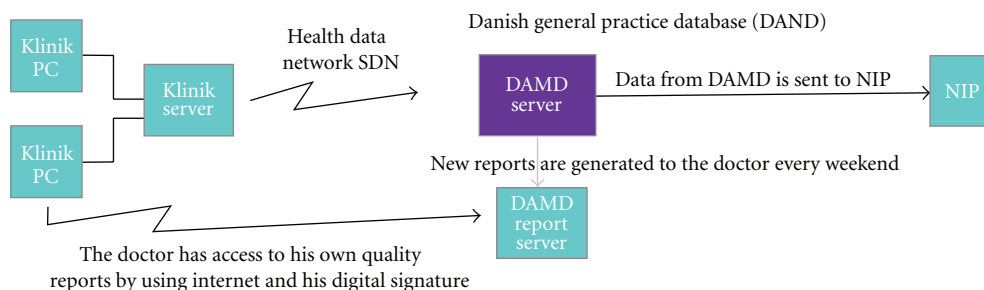 Klinik
PC
Klinik
PC
Klinik
server
Health data
network SDN
Danish general practice database (DAND)
DAMD
server
Data from DAMD is sent to NIP
NIP
New reports are generated to the doctor every weekend
DAMD
report
server
The doctor has access to his own quality
reports by using internet and his digital signature